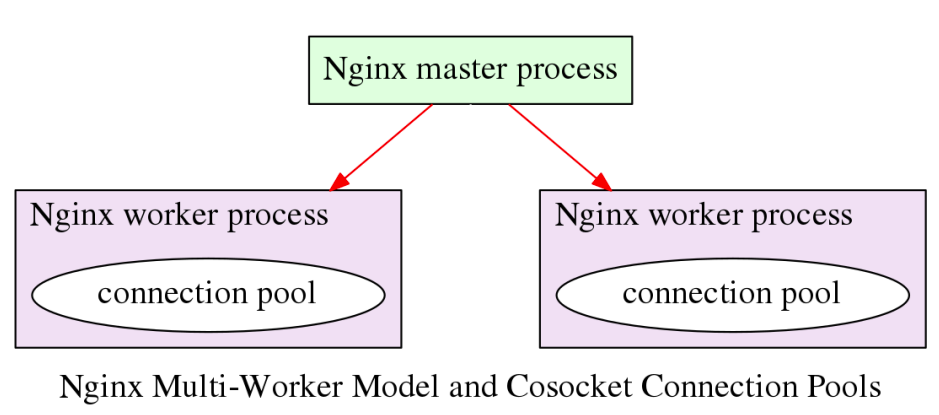 Nginx master process
Nginx worker process
Nginx worker process
connection pool
connection pool
Nginx Multi-Worker Model and Cosocket Connection Pools